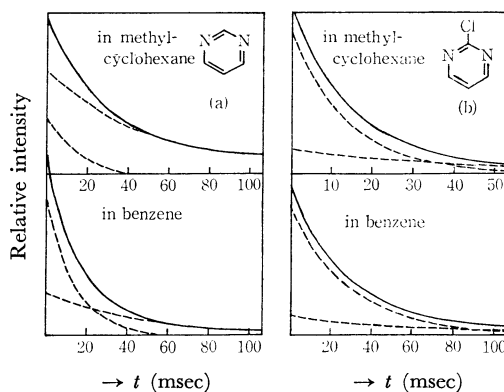 Relative intensity
in methyl-
cyclohexane
N N
(a)
20 40 60 80 100
in benzene
20 40 60 80 100
→ t (msec)
Cl
in methyl-
cyclohexane
N N
(b)
10 20 30 40 50
in benzene
20 40 60 80 100
→ t (msec)